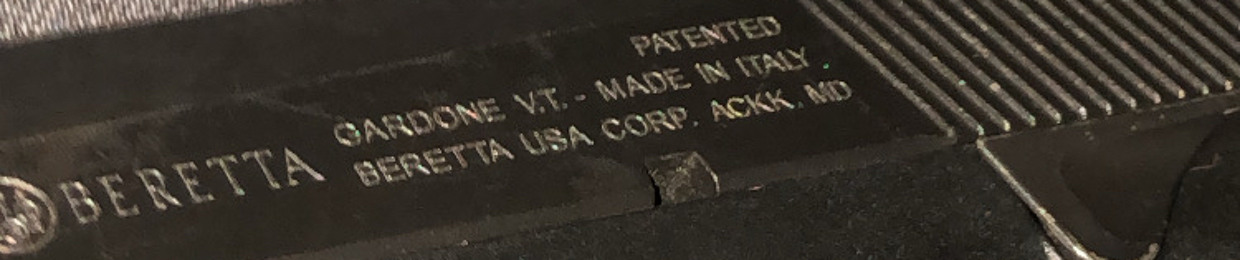 BERETTA
PATENTED
GARDONE V.T. - MADE IN ITALY
BERETTA USA CORP. ACKK. MD